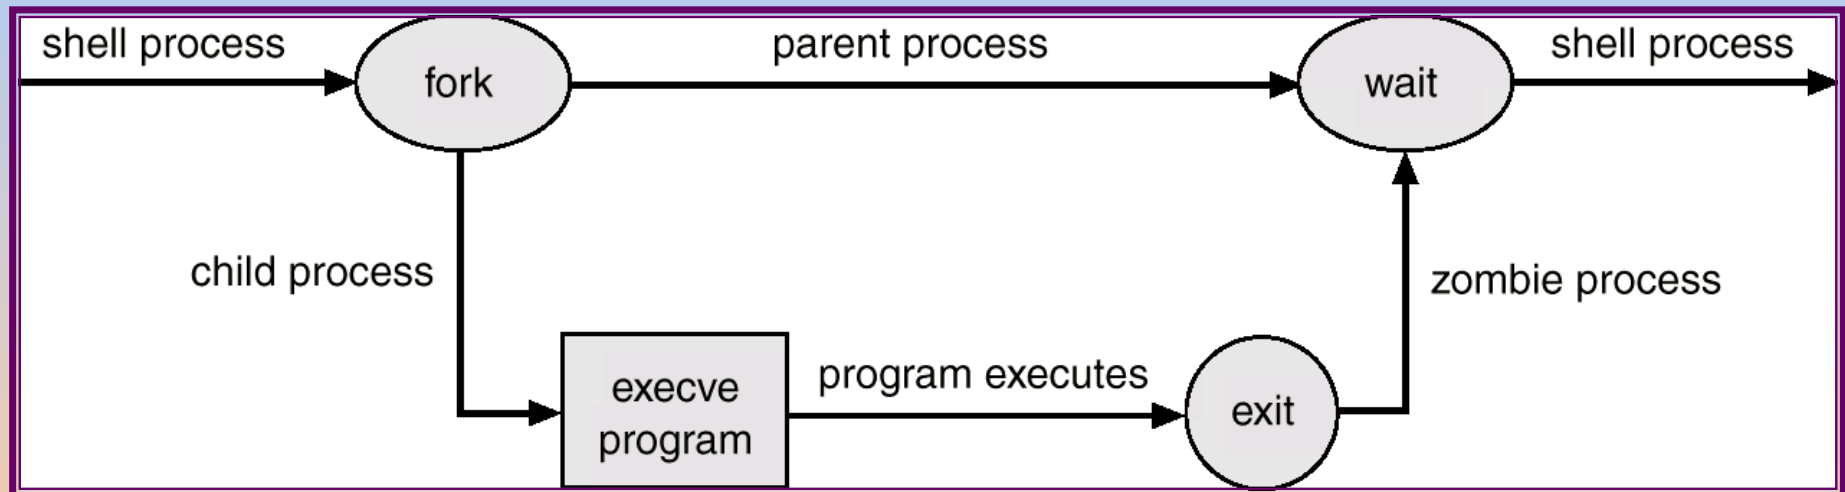 shell process
fork
parent process
wait
shell process
child process
zombie process
execve
program
program executes
exit